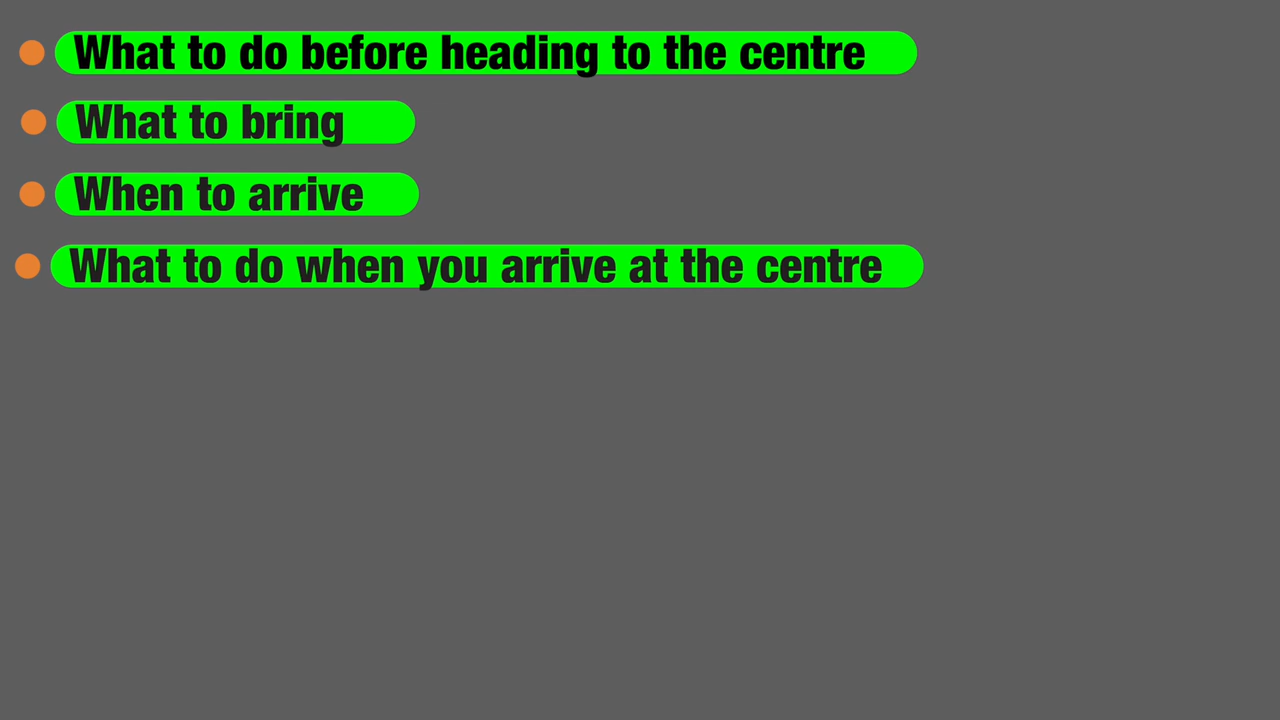 What to do before heading to the centre
What to bring
When to arrive
What to do when you arrive at the centre